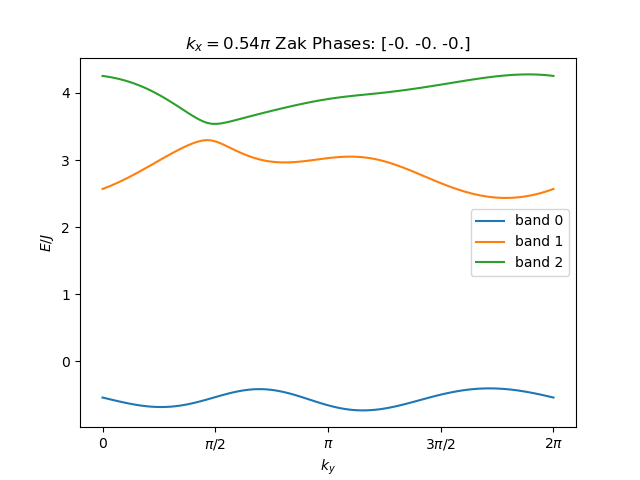 $k_x = 0.54\pi$ Zak Phases: [-0. -0. -0.]
E/J
4
3
2
1
0
band 0
band 1
band 2
0
π/2
π
3π/2
2π
$k_y$